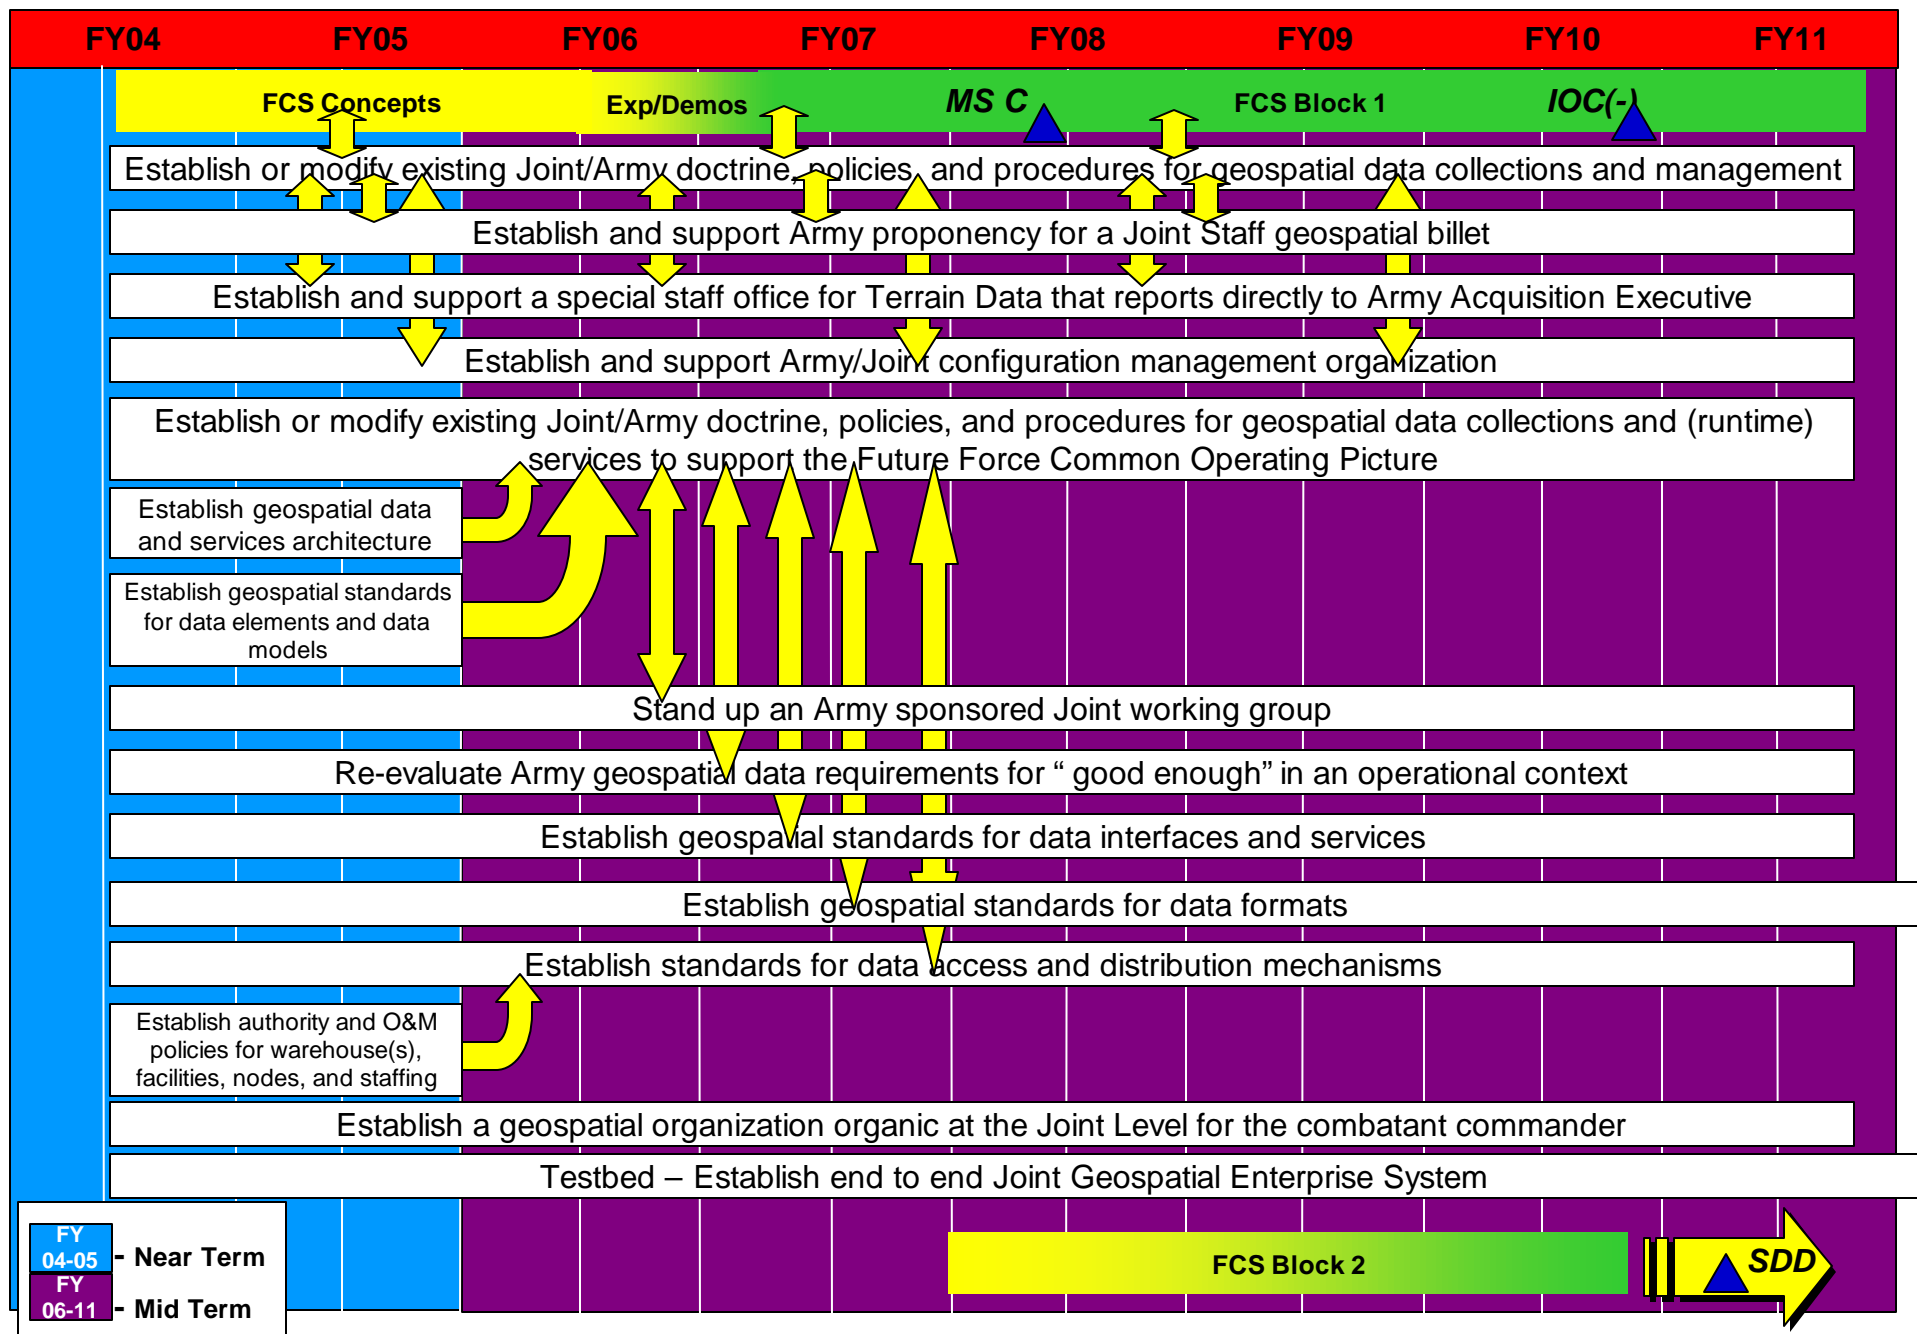 FY04 FY05 FY06 FY07 FY08 FY09 FY10 FY11
FCS Concepts Exp/Demos MS C FCS Block 1 IOC(-)
Establish or modify existing Joint/Army doctrine, policies, and procedures for geospatial data collections and management
Establish and support Army proponency for a Joint Staff geospatial billet
Establish and support a special staff office for Terrain Data that reports directly to Army Acquisition Executive
Establish and support Army/Joint configuration management organization
Establish or modify existing Joint/Army doctrine, policies, and procedures for geospatial data collections and (runtime)
services to support the Future Force Common Operating Picture
Establish geospatial data
and services architecture
Establish geospatial standards
for data elements and data
models
Stand up an Army sponsored Joint working group
Re-evaluate Army geospatial data requirements for “ good enough” in an operational context
Establish geospatial standards for data interfaces and services
Establish geospatial standards for data formats
Establish standards for data access and distribution mechanisms
Establish authority and O&M
policies for warehouse(s),
facilities, nodes, and staffing
Establish a geospatial organization organic at the Joint Level for the combatant commander
Testbed – Establish end to end Joint Geospatial Enterprise System
FY
04-05 - Near Term
FY
06-11 - Mid Term
FCS Block 2
SDD